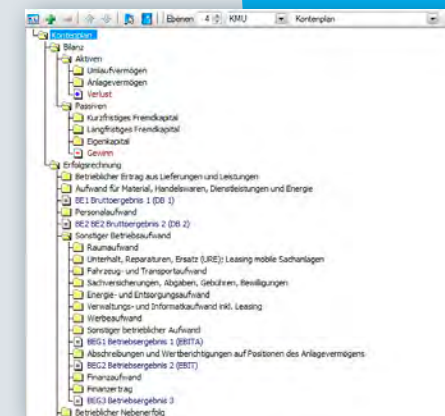 Ebenen 4 KMU Kontenplan
Kontenplan
Bilanz
Aktiven
Umlaufvermögen
Anlagevermögen
Verlust
Passiven
Kurzfristiges Fremdkapital
Langfristiges Fremdkapital
Eigenkapital
Gewinn
Erfolgsrechnung
Betrieblicher Ertrag aus Lieferungen und Leistungen
Aufwand für Material, Handelswaren, Dienstleistungen und Energie
BE1 Bruttoergebnis 1 (DB 1)
Personalaufwand
BE2 BE2 Bruttoergebnis 2 (DB 2)
Sonstiger Betriebsaufwand
Raumaufwand
Unterhalt, Reparaturen, Ersatz (URE); Leasing mobile Sachanlagen
Fahrzeug- und Transportaufwand
Sachversicherungen, Abgaben, Gebühren, Bewilligungen
Energie- und Entsorgungsaufwand
Verwaltungs- und Informatikaufwand inkl. Leasing
Werbeaufwand
Sonstiger betrieblicher Aufwand
BEG1 Betriebsergebnis 1 (EBITA)
Abschreibungen und Wertberichtigungen auf Positionen des Anlagevermögens
BEG2 Betriebsergebnis 2 (EBIT)
Finanzaufwand
Finanzertrag
BEG3 Betriebsergebnis 3
Betrieblicher Nebenerfolg